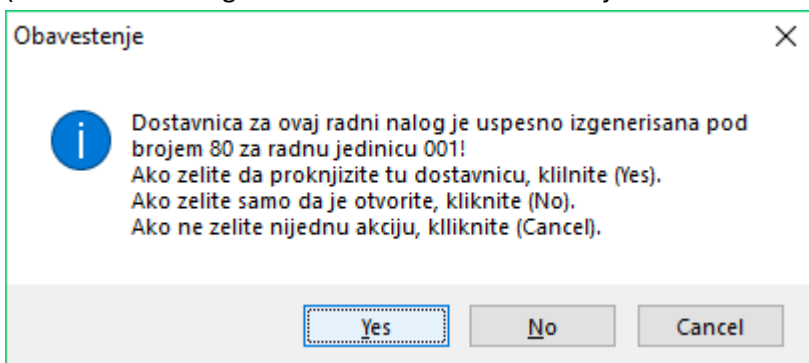 Obavestenje
Dostavnica za ovaj radni nalog je uspesno izgenerisana pod
brojem 80 za radnu jedinicu 001!
Ako zelite da proknjizite tu dostavnicu, klilnite (Yes).
Ako zelite samo da je otvorite, kliknite (No).
Ako ne zelite nijednu akciju, klliknite (Cancel).
Yes No Cancel